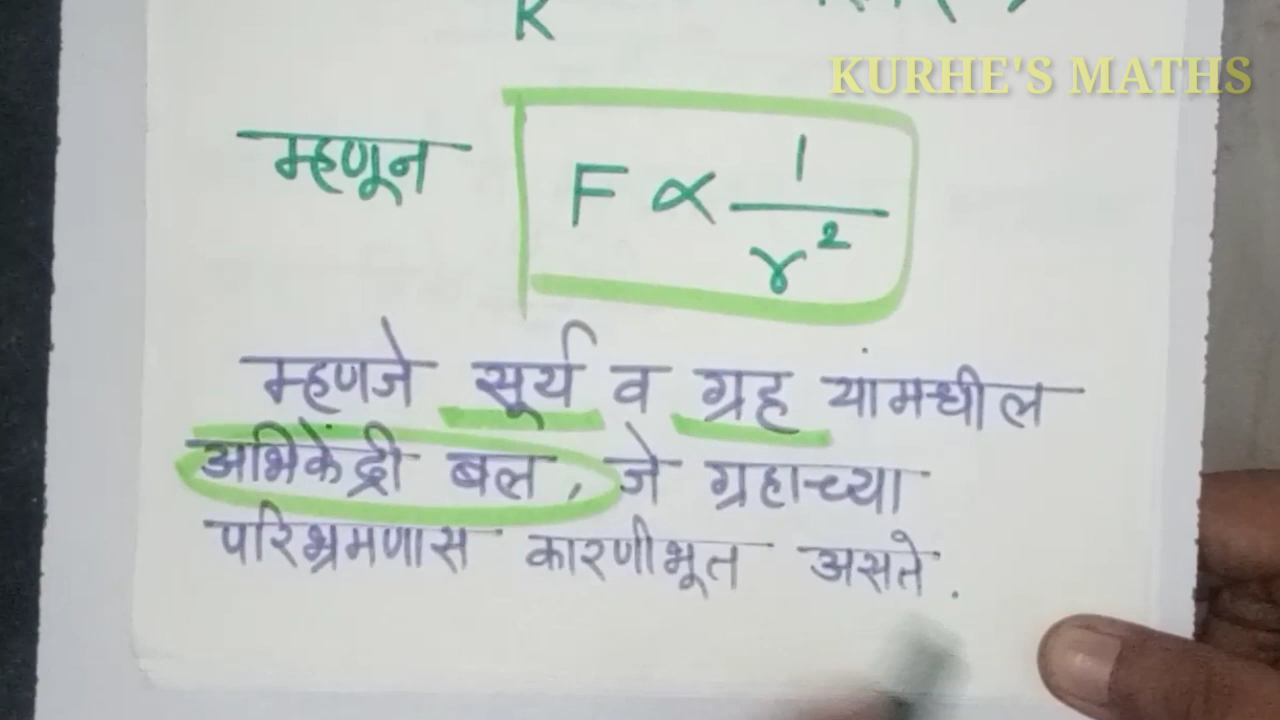 K
KURHE'S MATHS
म्हणून F ∝ 1/r²
म्हणजे सूर्य व ग्रह यांमधील
अभिकेंद्री बल, जे ग्रहाच्या
परिभ्रमणास कारणीभूत असते.